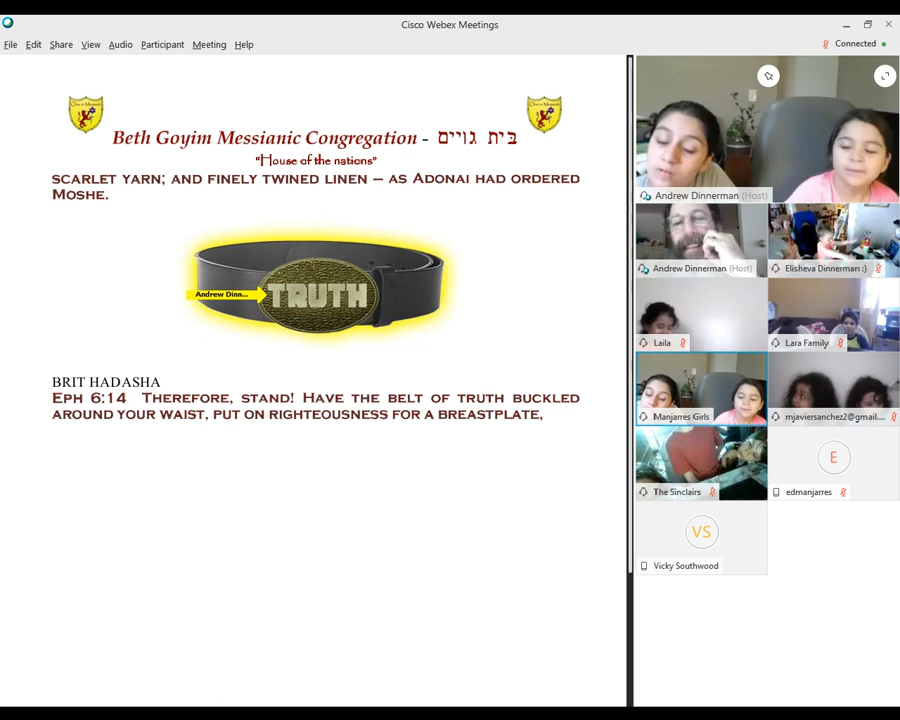 Cisco Webex Meetings
File Edit Share View Audio Participant Meeting Help
Connected
Beth Goyim Messianic Congregation - בית גויים
"House of the nations"
SCARLET YARN; AND FINELY TWINED LINEN – AS ADONAI HAD ORDERED
MOSHE.
Andrew Dinn...
TRUTH
BRIT HADASHA
EPH 6:14 THEREFORE, STAND! HAVE THE BELT OF TRUTH BUCKLED
AROUND YOUR WAIST, PUT ON RIGHTEOUSNESS FOR A BREASTPLATE,
Andrew Dinnerman (Host)
Andrew Dinnerman (Host)
Elisheva Dinnerman :)
Laila
Lara Family
Manjarres Girls
mjaviersanchez2@gmail....
The Sinclairs
E
edmanjarres
VS
Vicky Southwood